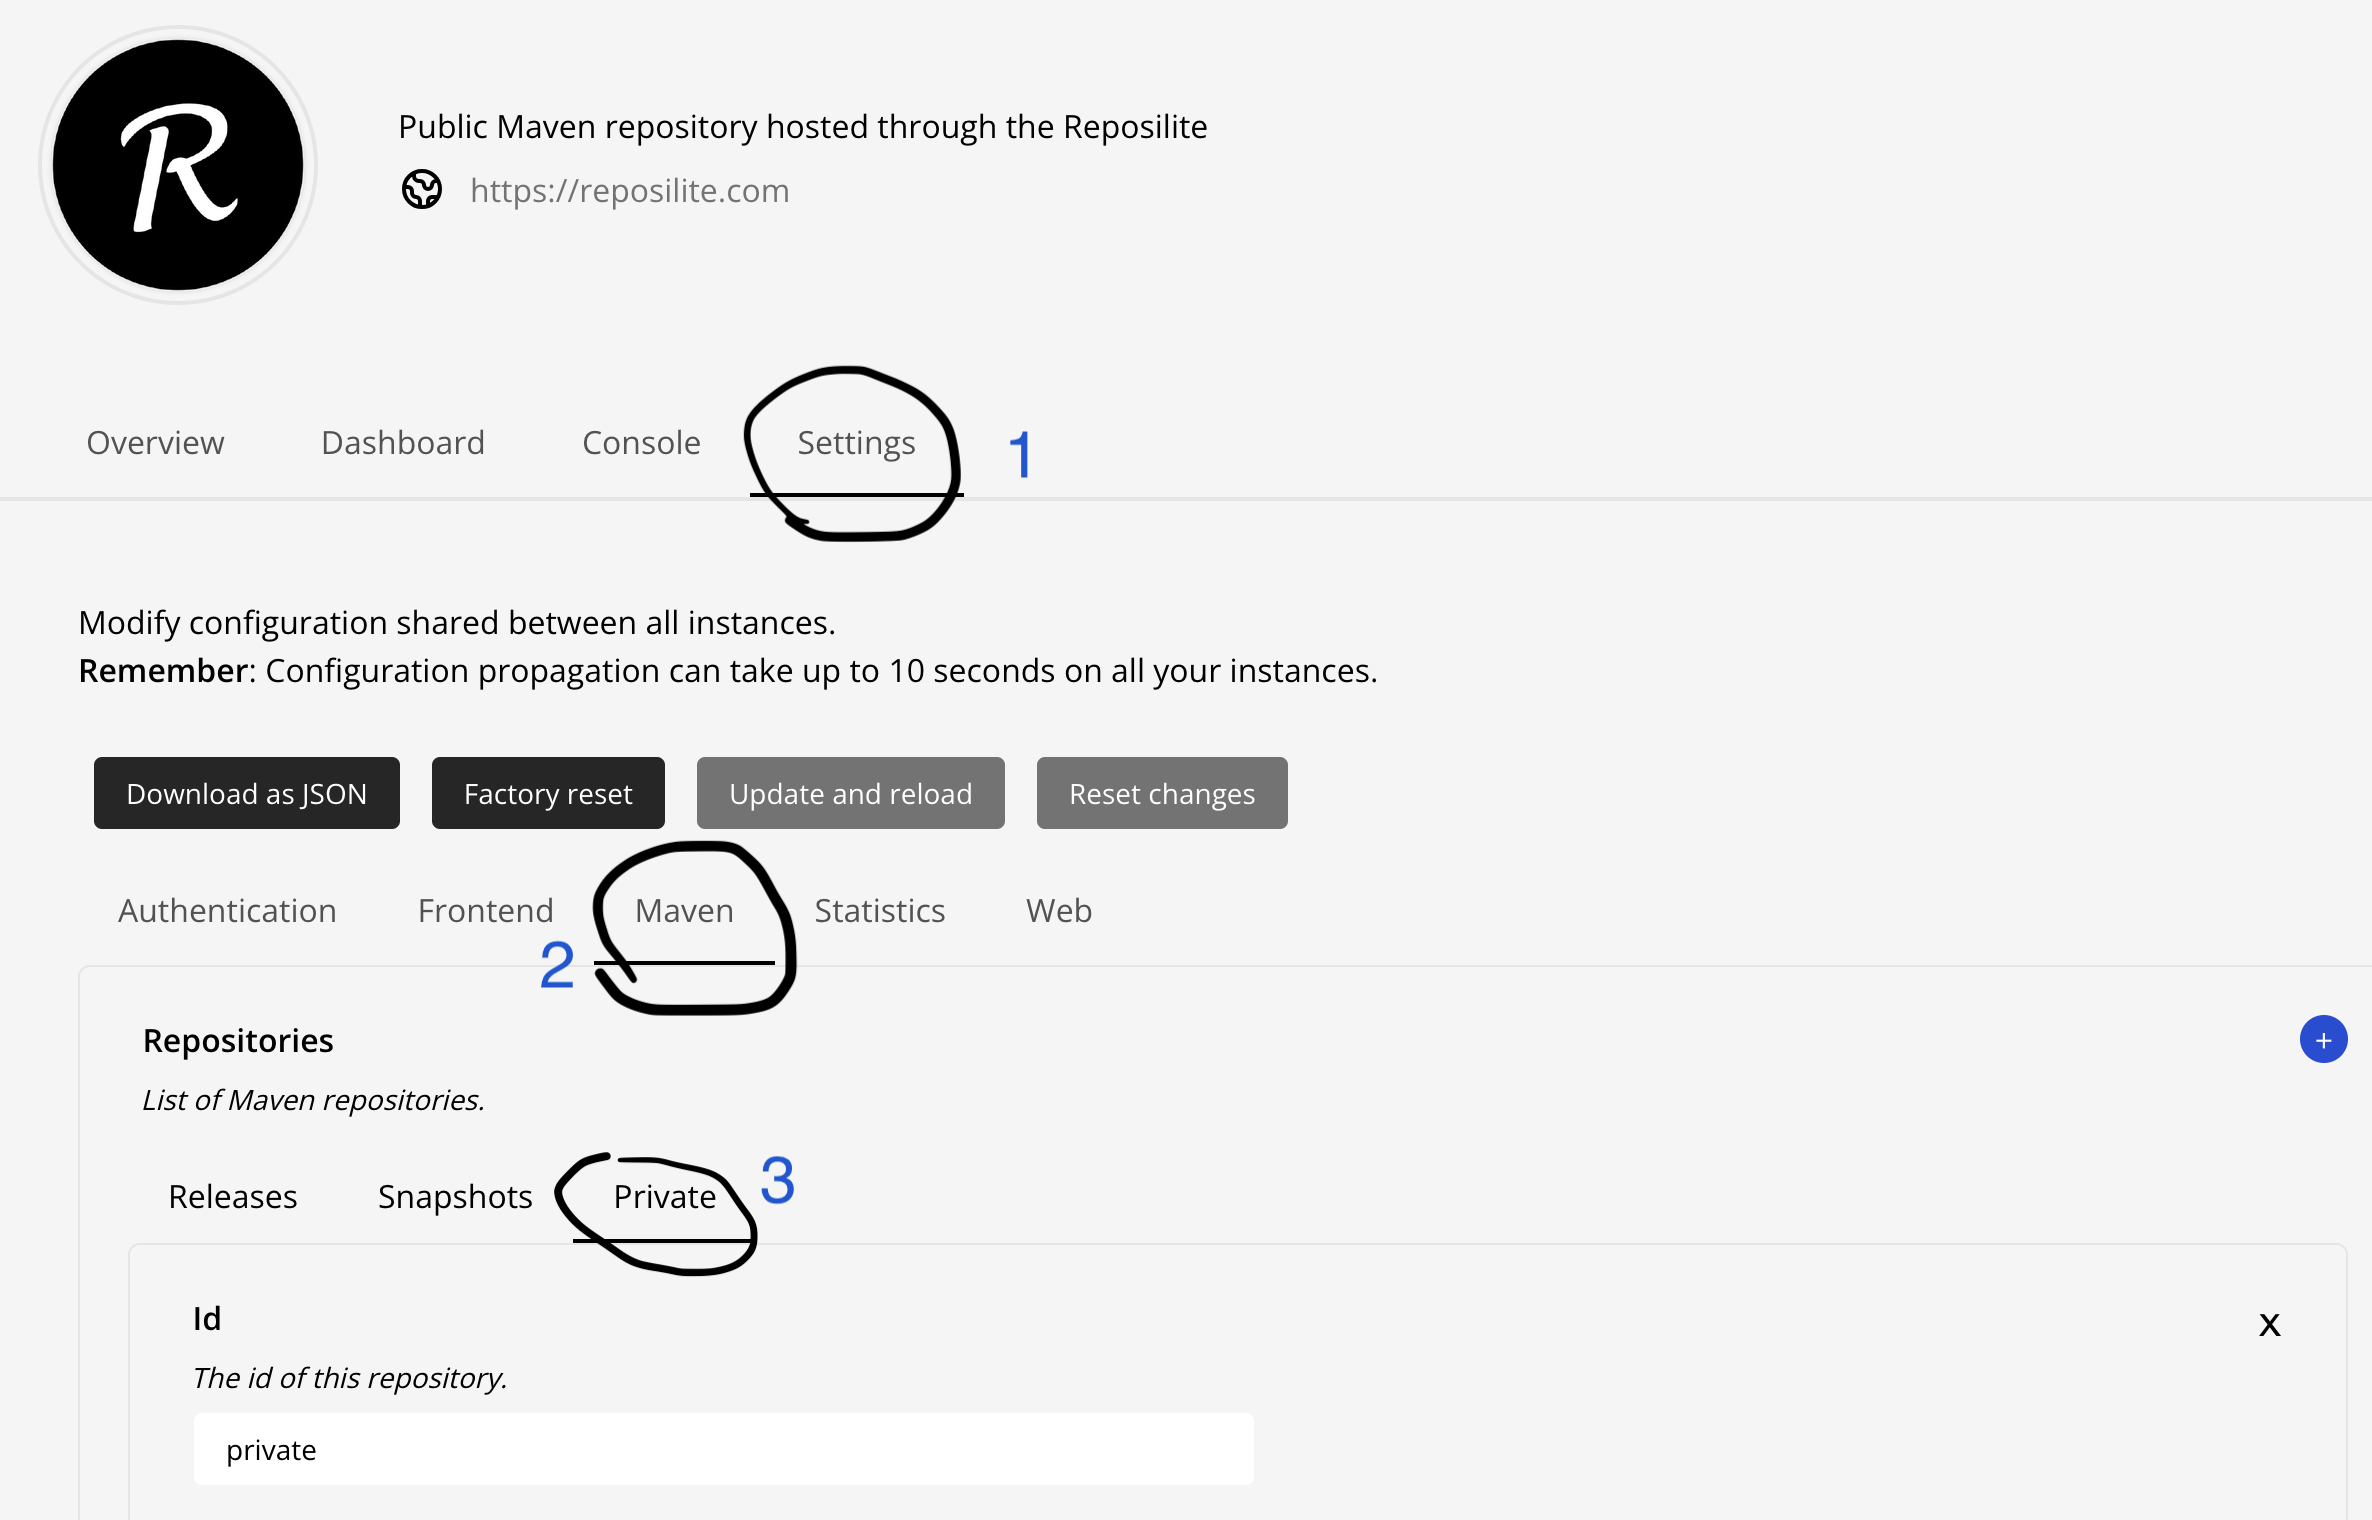 R
Public Maven repository hosted through the Reposilite
https://reposilite.com
Overview Dashboard Console Settings 1
Modify configuration shared between all instances.
Remember: Configuration propagation can take up to 10 seconds on all your instances.
Download as JSON Factory reset Update and reload Reset changes
Authentication Frontend Maven Statistics Web
2
Repositories +
List of Maven repositories.
Releases Snapshots Private 3
Id x
The id of this repository.
private